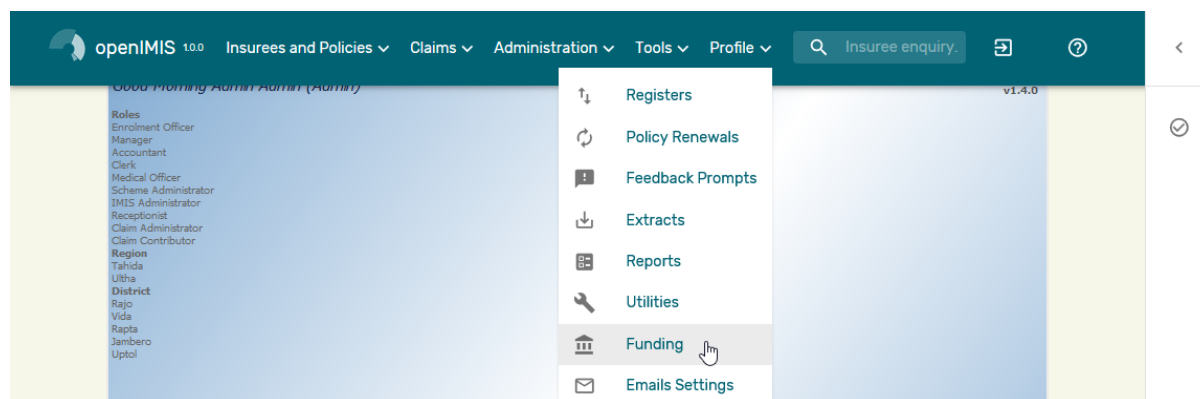 openIMIS 1.0.0 Insurees and Policies Claims Administration Tools Profile Insuree enquiry.
Good Morning Admin Admin (Admin)
v1.4.0
Roles
Enrolment Officer
Manager
Accountant
Clerk
Medical Officer
Scheme Administrator
IMIS Administrator
Receptionist
Claim Administrator
Claim Contributor
Region
Tahida
Ultha
District
Rajo
Vida
Rapta
Jambero
Uptol
Registers
Policy Renewals
Feedback Prompts
Extracts
Reports
Utilities
Funding
Emails Settings